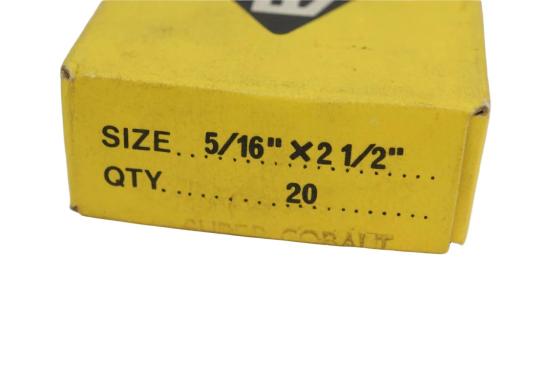 SIZE 5/16" X 2 1/2"
QTY. 20
SUPER COBALT